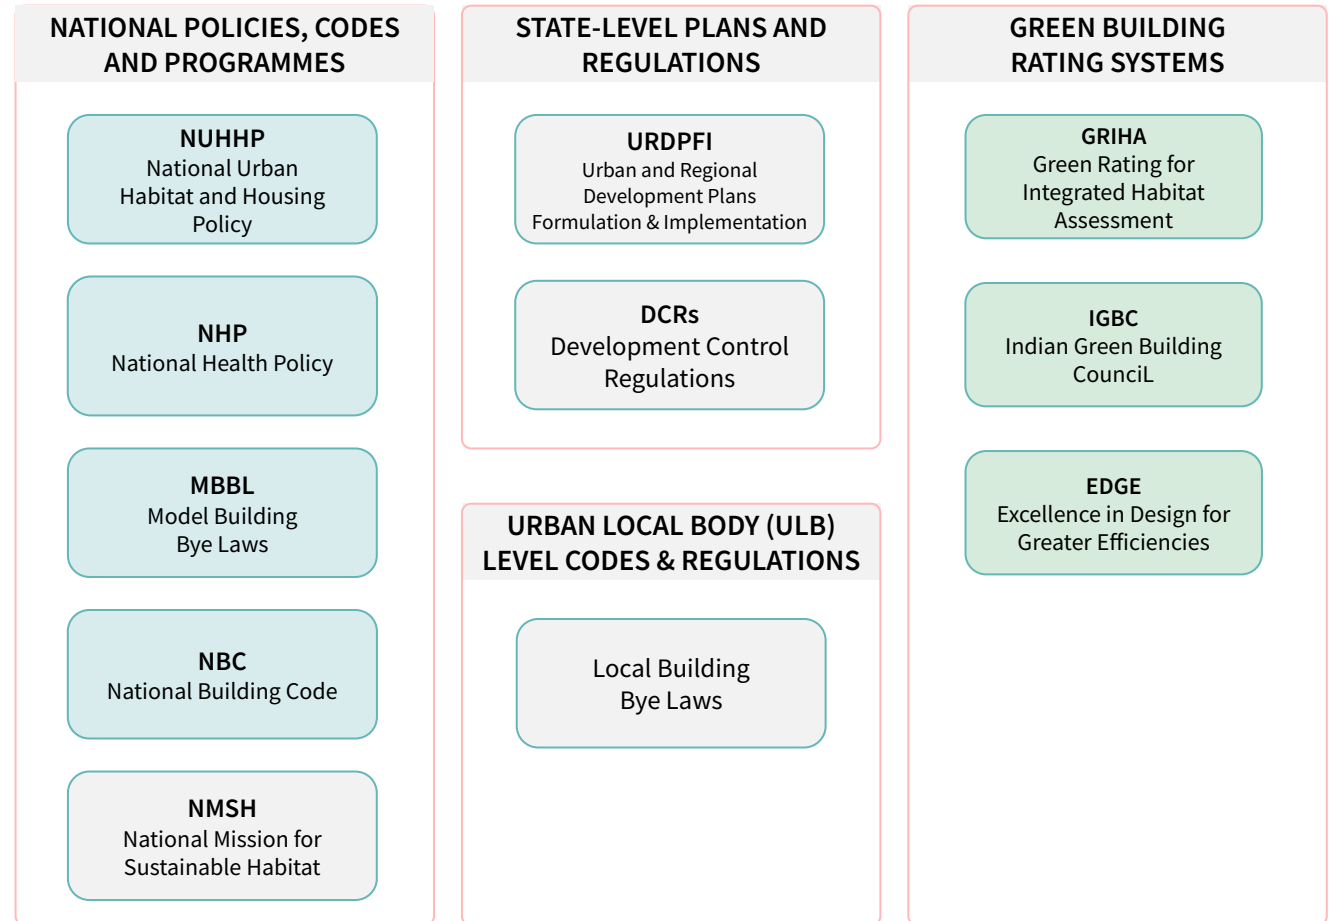 NATIONAL POLICIES, CODES
AND PROGRAMMES
NUHHP
National Urban
Habitat and Housing
Policy
NHP
National Health Policy
MBBL
Model Building
Bye Laws
NBC
National Building Code
NMSH
National Mission for
Sustainable Habitat
STATE-LEVEL PLANS AND
REGULATIONS
URDPFI
Urban and Regional
Development Plans
Formulation & Implementation
DCRs
Development Control
Regulations
URBAN LOCAL BODY (ULB)
LEVEL CODES & REGULATIONS
Local Building
Bye Laws
GREEN BUILDING
RATING SYSTEMS
GRIHA
Green Rating for
Integrated Habitat
Assessment
IGBC
Indian Green Building
CounciL
EDGE
Excellence in Design for
Greater Efficiencies